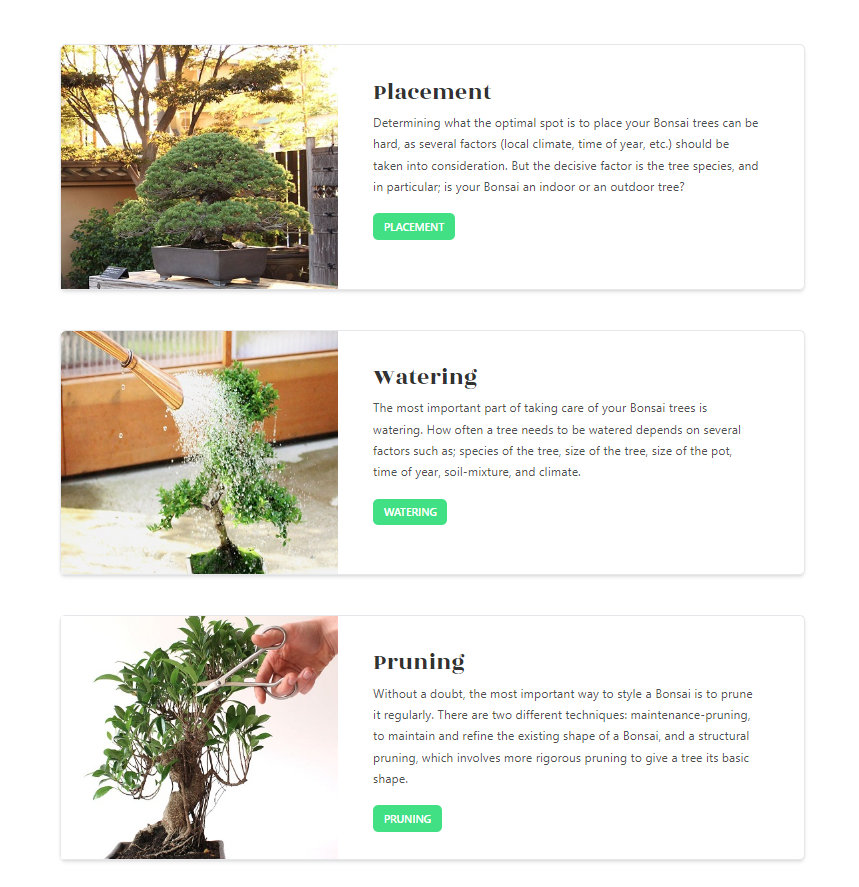 Placement
Determining what the optimal spot is to place your Bonsai trees can be
hard, as several factors (local climate, time of year, etc.) should be
taken into consideration. But the decisive factor is the tree species, and
in particular; is your Bonsai an indoor or an outdoor tree?
PLACEMENT
Watering
The most important part of taking care of your Bonsai trees is
watering. How often a tree needs to be watered depends on several
factors such as; species of the tree, size of the tree, size of the pot,
time of year, soil-mixture, and climate.
WATERING
Pruning
Without a doubt, the most important way to style a Bonsai is to prune
it regularly. There are two different techniques: maintenance-pruning,
to maintain and refine the existing shape of a Bonsai, and a structural
pruning, which involves more rigorous pruning to give a tree its basic
shape.
PRUNING